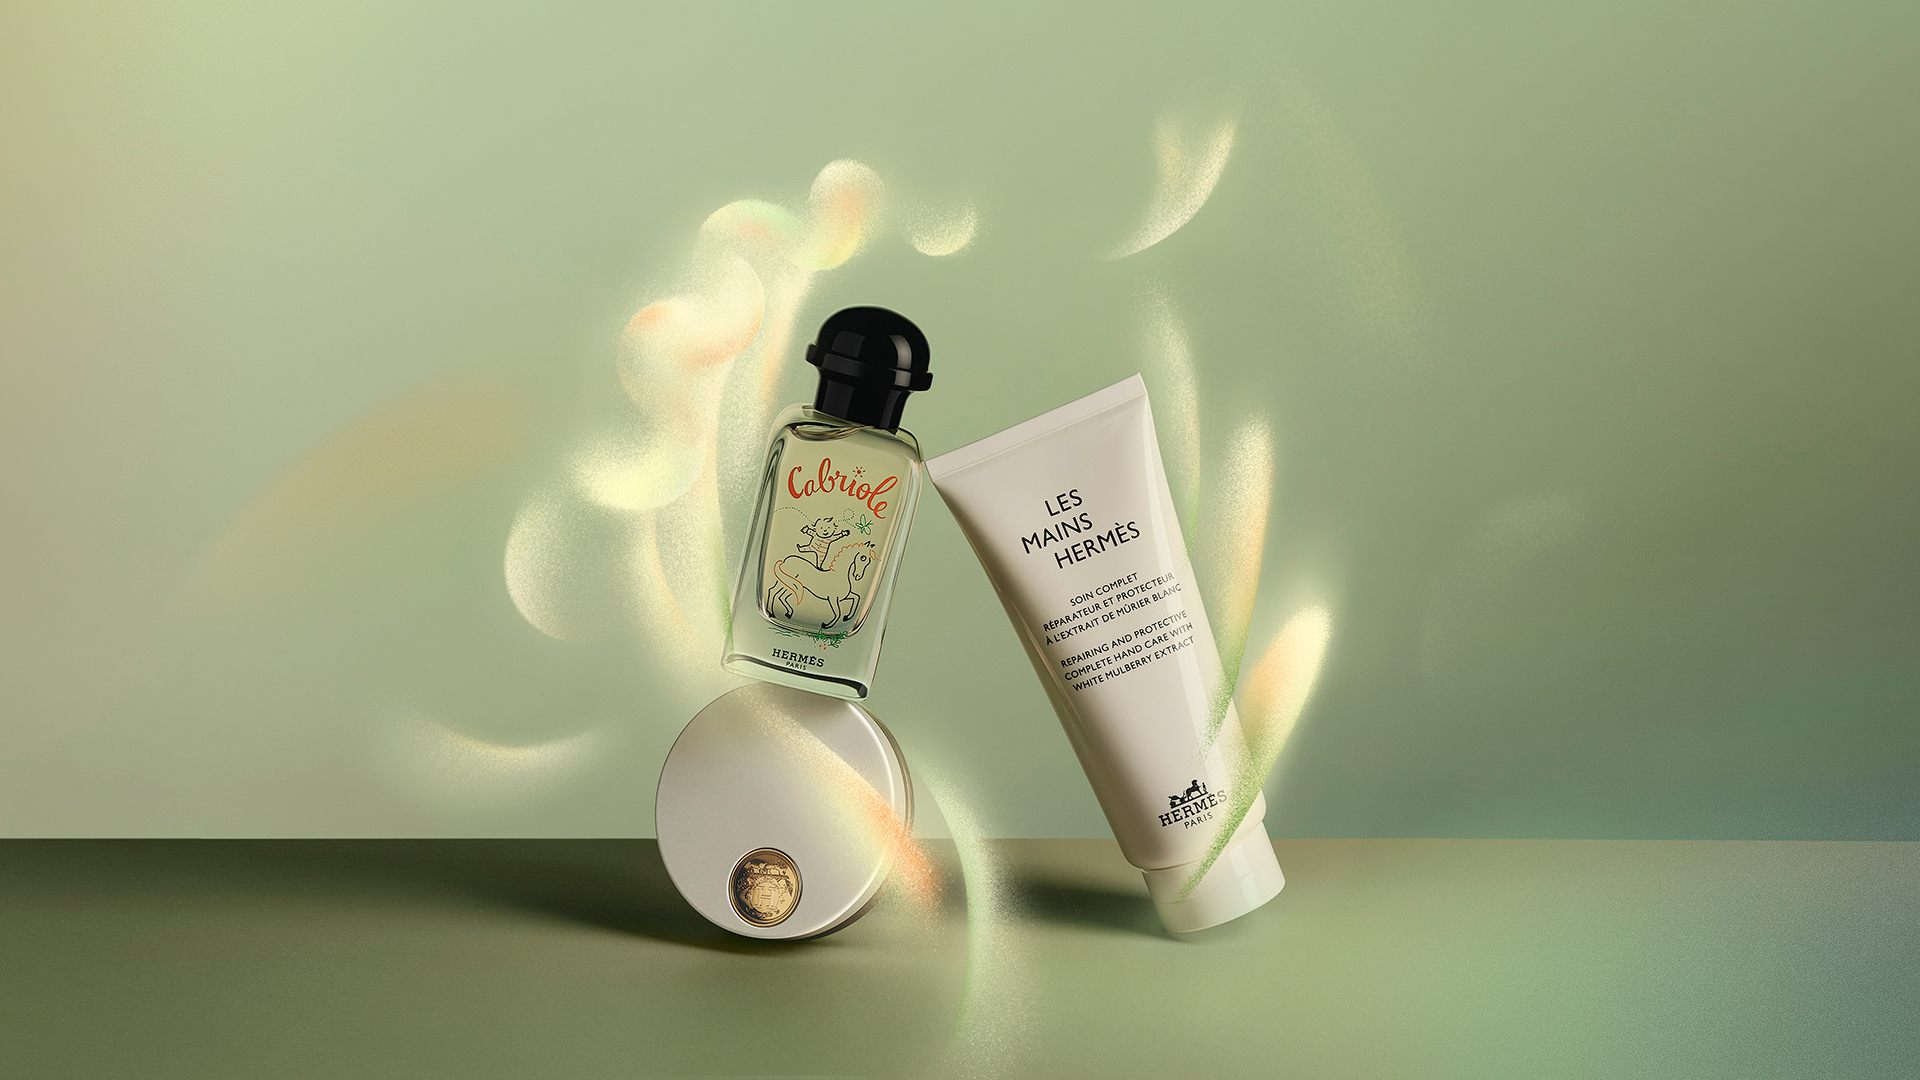 Cabriole
HERMÈS
PARIS
LES
MAINS
HERMÈS
SOIN COMPLET
RÉPARATEUR ET PROTECTEUR
À L'EXTRAIT DE MÛRIER BLANC
REPAIRING AND PROTECTIVE
COMPLETE HAND CARE WITH
WHITE MULBERRY EXTRACT
HERMÈS
PARIS
H